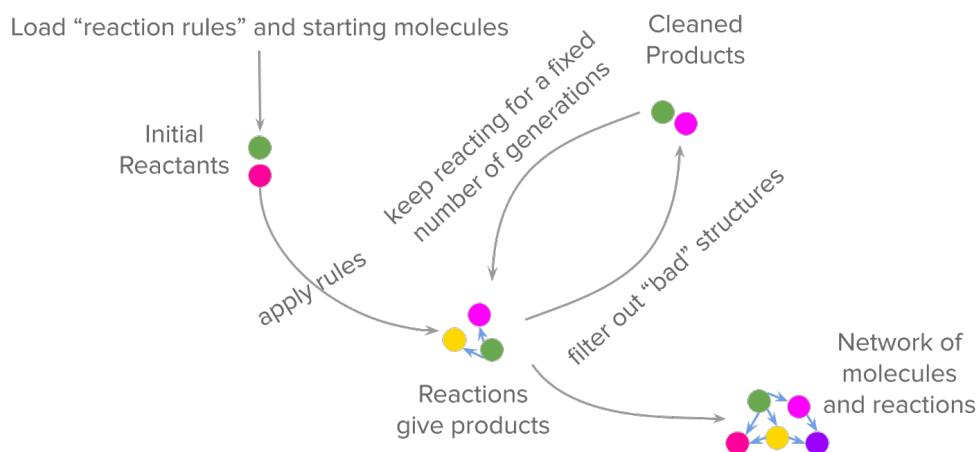 Load “reaction rules” and starting molecules
Initial
Reactants
apply rules
Reactions
give products
filter out “bad” structures
Cleaned
Products
keep reacting for a fixed
number of generations
Network of
molecules
and reactions